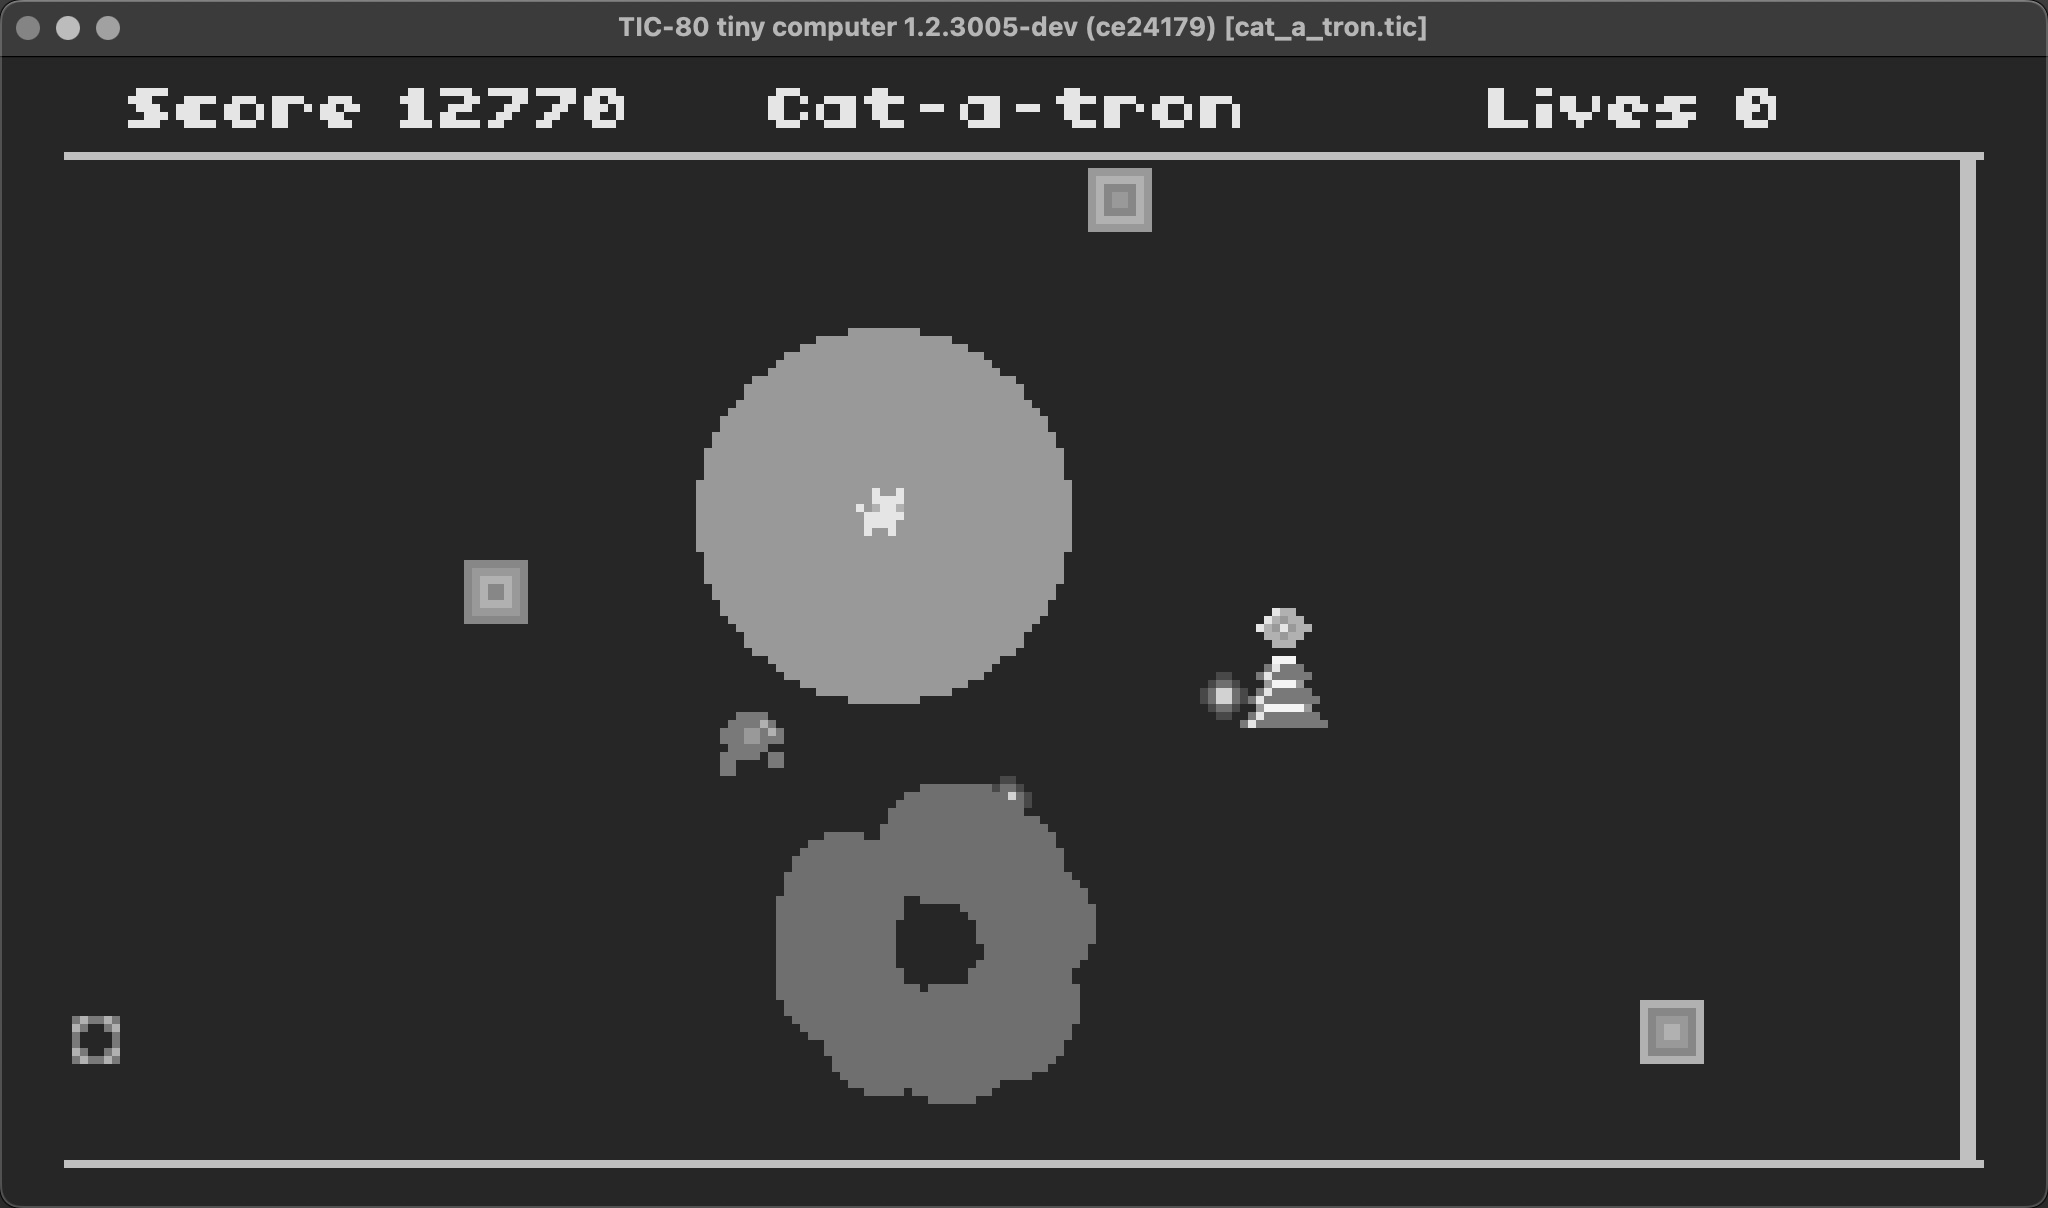 TIC-80 tiny computer 1.2.3005-dev (ce24179) [cat_a_tron.tic]
Score 12770 Cat-a-tron Lives 0